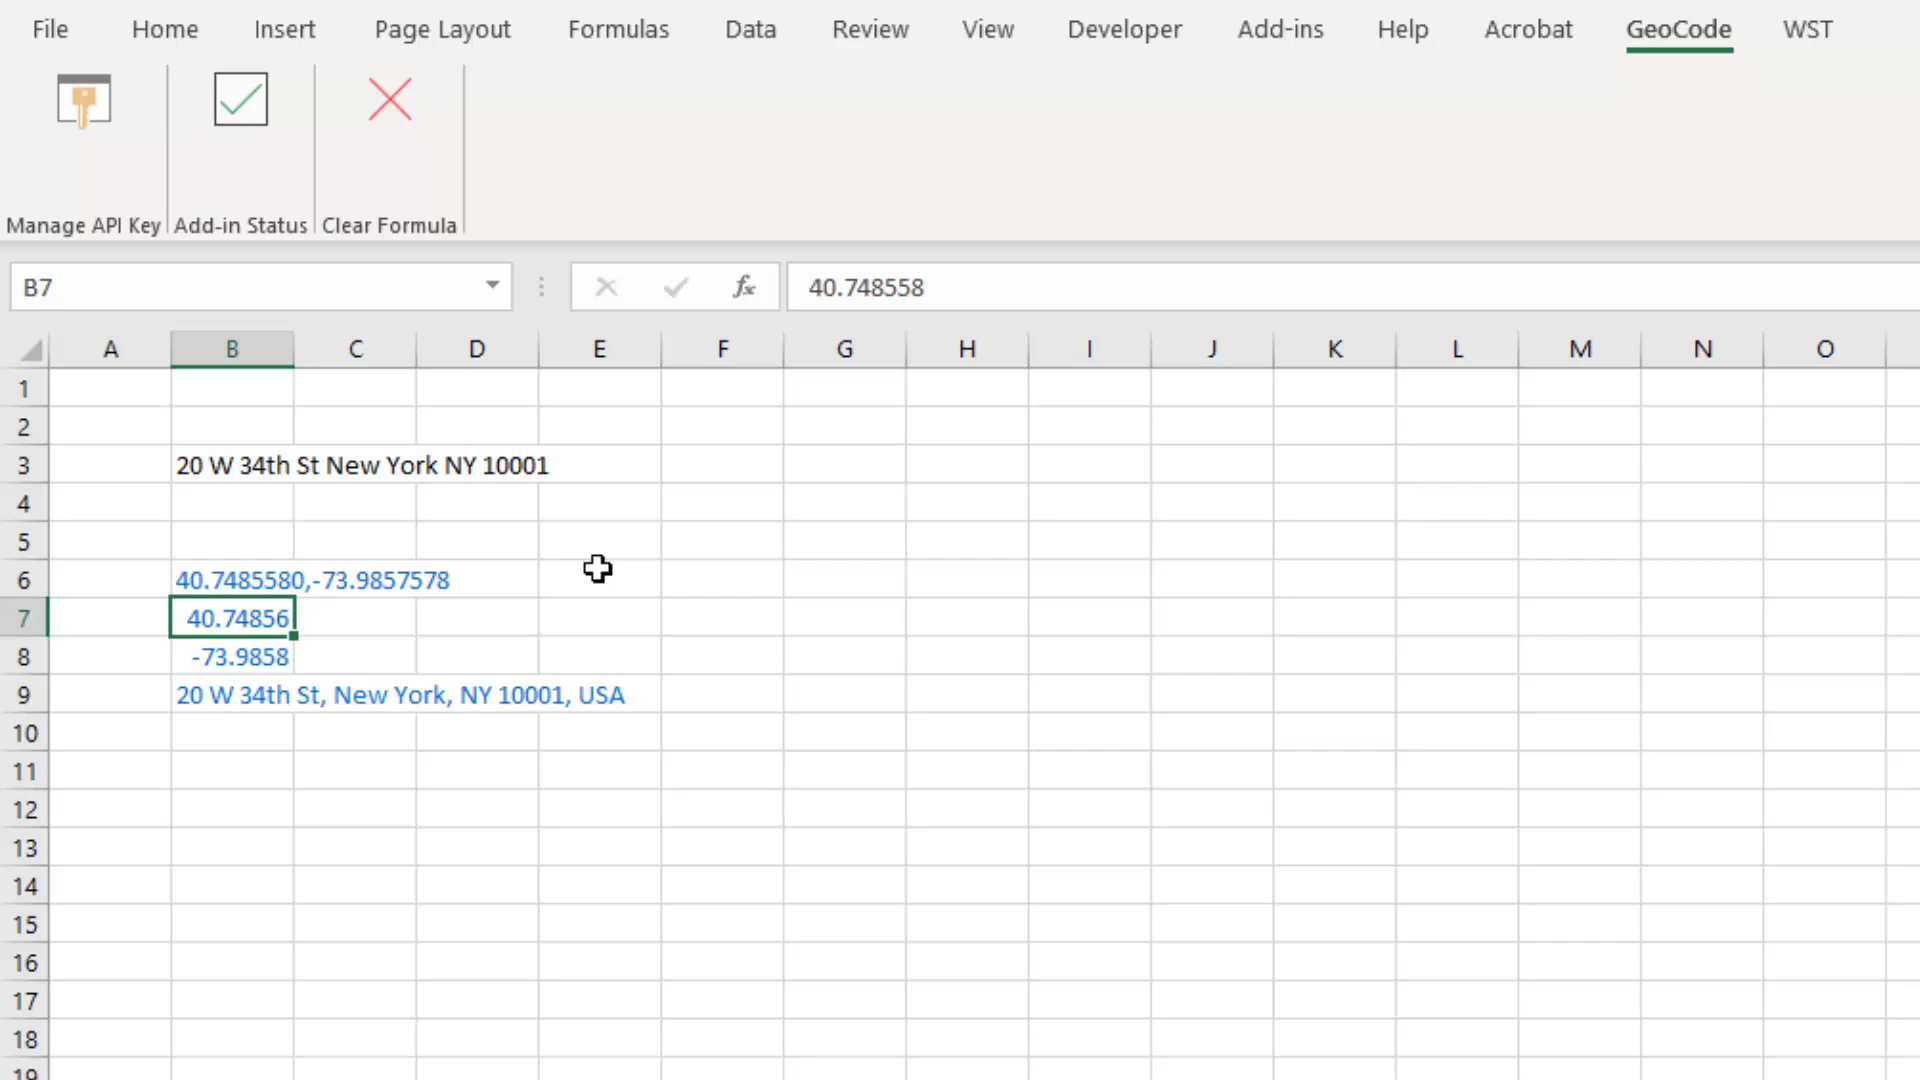 File Home Insert Page Layout Formulas Data Review View Developer Add-ins Help Acrobat GeoCode WST
Manage API Key Add-in Status Clear Formula
B7 fx 40.748558
A B C D E F G H I J K L M N O
1
2
3 20 W 34th St New York NY 10001
4
5
6 40.7485580,-73.9857578
7 40.74856
8 -73.9858
9 20 W 34th St, New York, NY 10001, USA
10
11
12
13
14
15
16
17
18
19